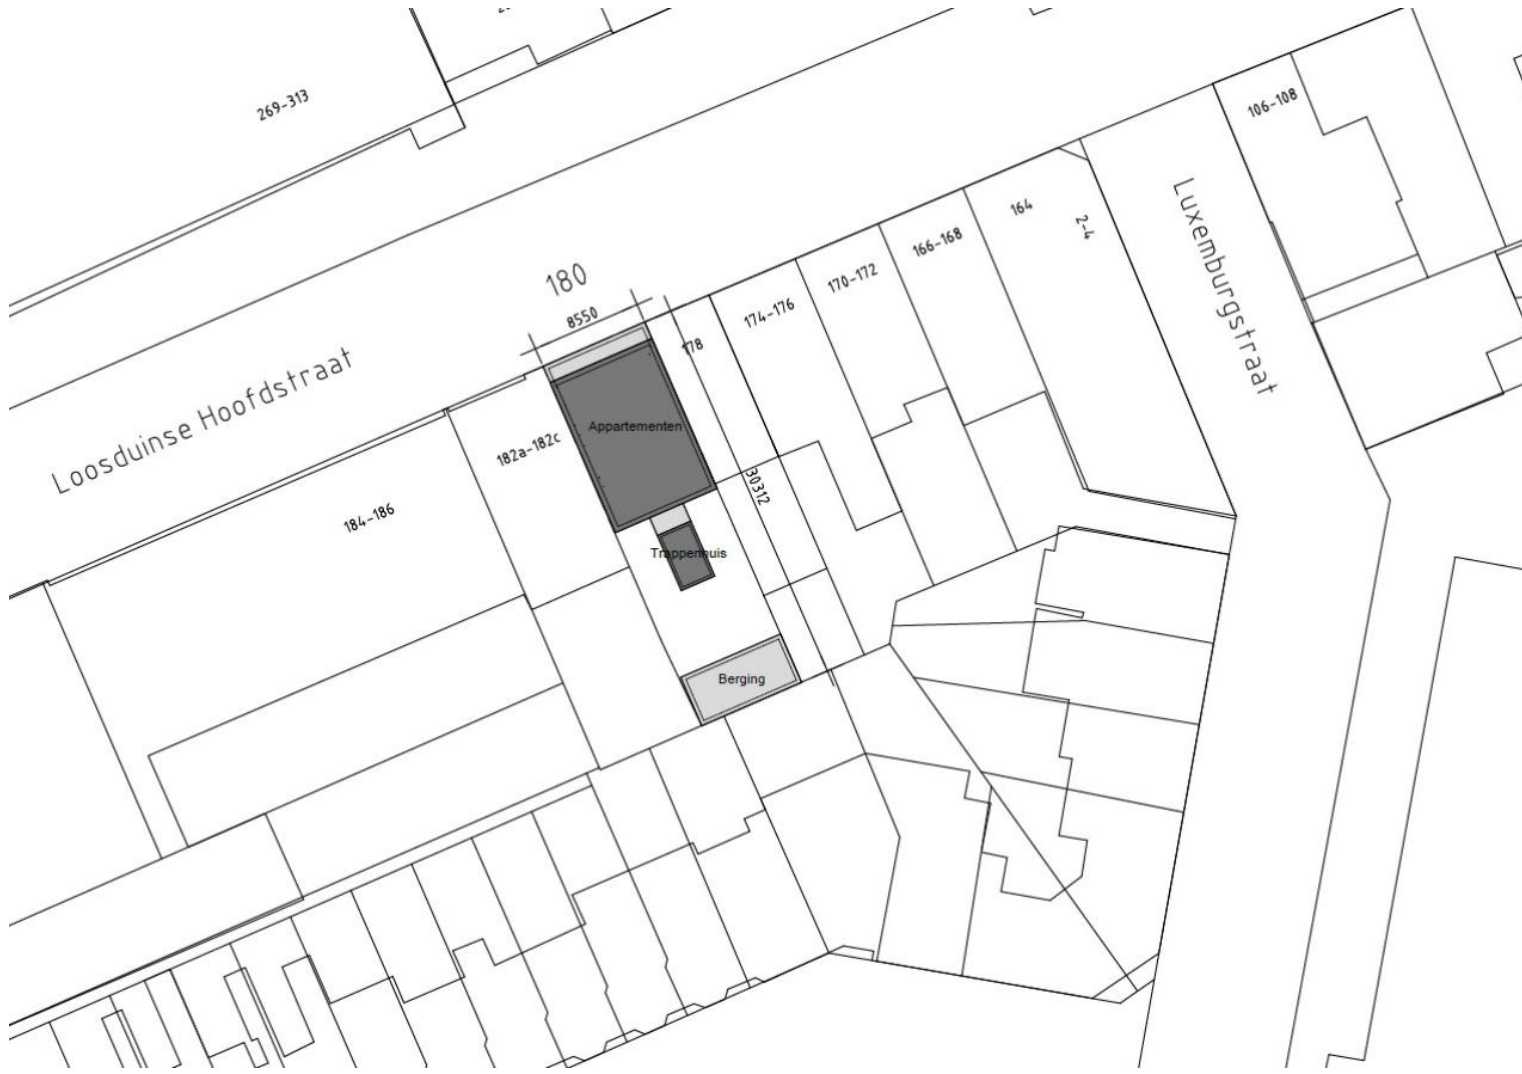 269-313
106-108
164
2-4
Luxemburgstraat
166-168
170-172
174-176
180
8550
178
Loosduinse Hoofdstraat
Appartementen
182a-182c
30312
184-186
Trappenhuis
Berging